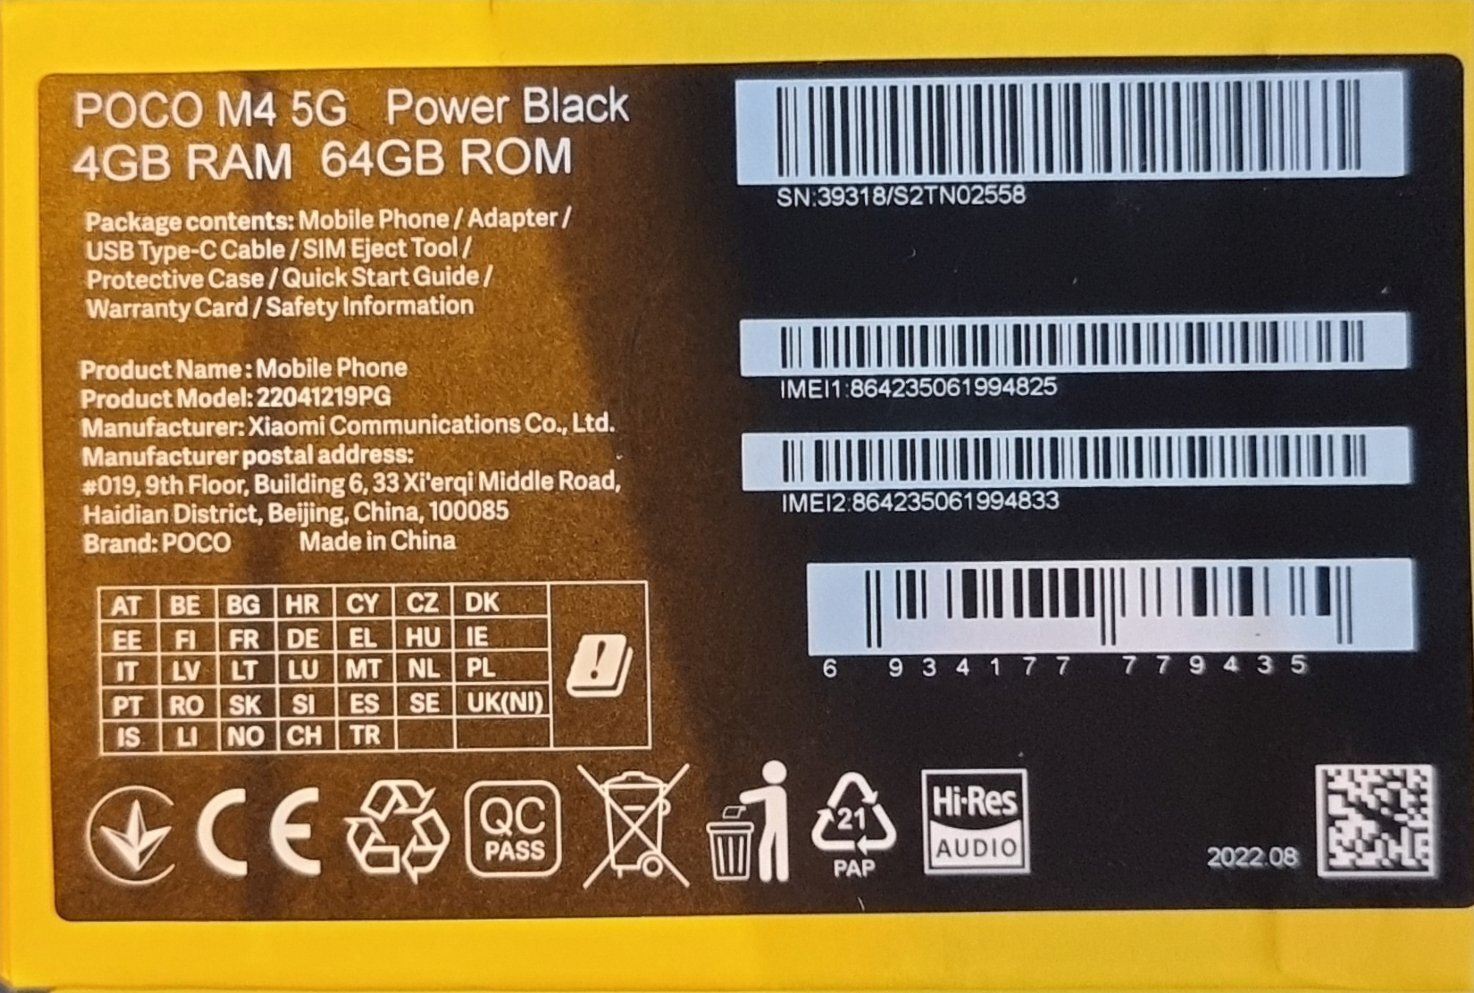 POCO M4 5G Power Black
4GB RAM 64GB ROM
Package contents: Mobile Phone / Adapter /
USB Type-C Cable / SIM Eject Tool /
Protective Case / Quick Start Guide /
Warranty Card / Safety Information
Product Name: Mobile Phone
Product Model: 22041219PG
Manufacturer: Xiaomi Communications Co., Ltd.
Manufacturer postal address:
#019, 9th Floor, Building 6, 33 Xi'erqi Middle Road,
Haidian District, Beijing, China, 100085
Brand: POCO Made in China
AT BE BG HR CY CZ DK
EE FI FR DE EL HU IE
IT LV LT LU MT NL PL
PT RO SK SI ES SE UK(NI)
IS LI NO CH TR
!
SN:39318/S2TN02558
IMEI1:864235061994825
IMEI2:864235061994833
6 934177 779435
CE
QC
PASS
21
PAP
Hi-Res
AUDIO
2022.08